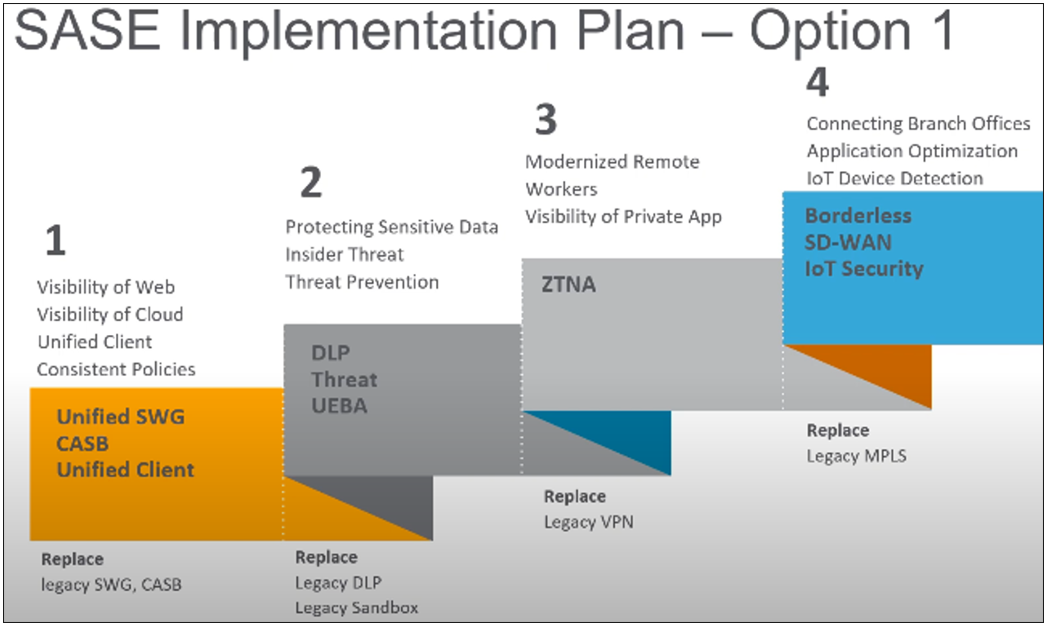 SASE Implementation Plan – Option 1
1
Visibility of Web
Visibility of Cloud
Unified Client
Consistent Policies
Unified SWG
CASB
Unified Client
Replace
legacy SWG, CASB
2
Protecting Sensitive Data
Insider Threat
Threat Prevention
DLP
Threat
UEBA
Replace
Legacy DLP
Legacy Sandbox
3
Modernized Remote
Workers
Visibility of Private App
ZTNA
Replace
Legacy VPN
4
Connecting Branch Offices
Application Optimization
IoT Device Detection
Borderless
SD-WAN
IoT Security
Replace
Legacy MPLS